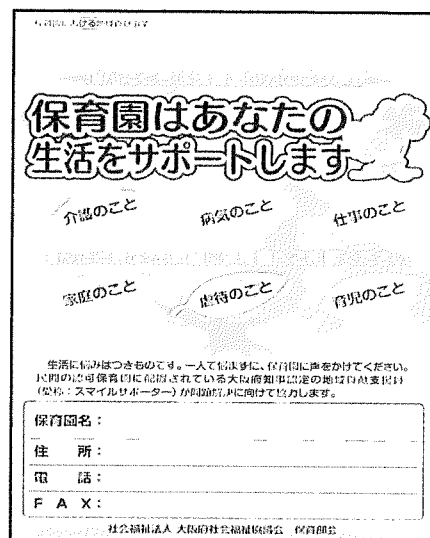 保育園はあなたの
生活をサポートします
介護のこと
病気のこと
仕事のこと
家庭のこと
虐待のこと
育児のこと
生活に悩みはつきものです。一人で悩まずに、保育園に声をかけてください。
民間の認可保育園に配置されている大阪府知事認定の地域貢献支援員
(愛称：スマイルサポーター)が問題解決に向けて協力します。
保育園名：
住　所：
電　話：
ＦＡＸ：
社会福祉法人 大阪府社会福祉協議会　保育部会